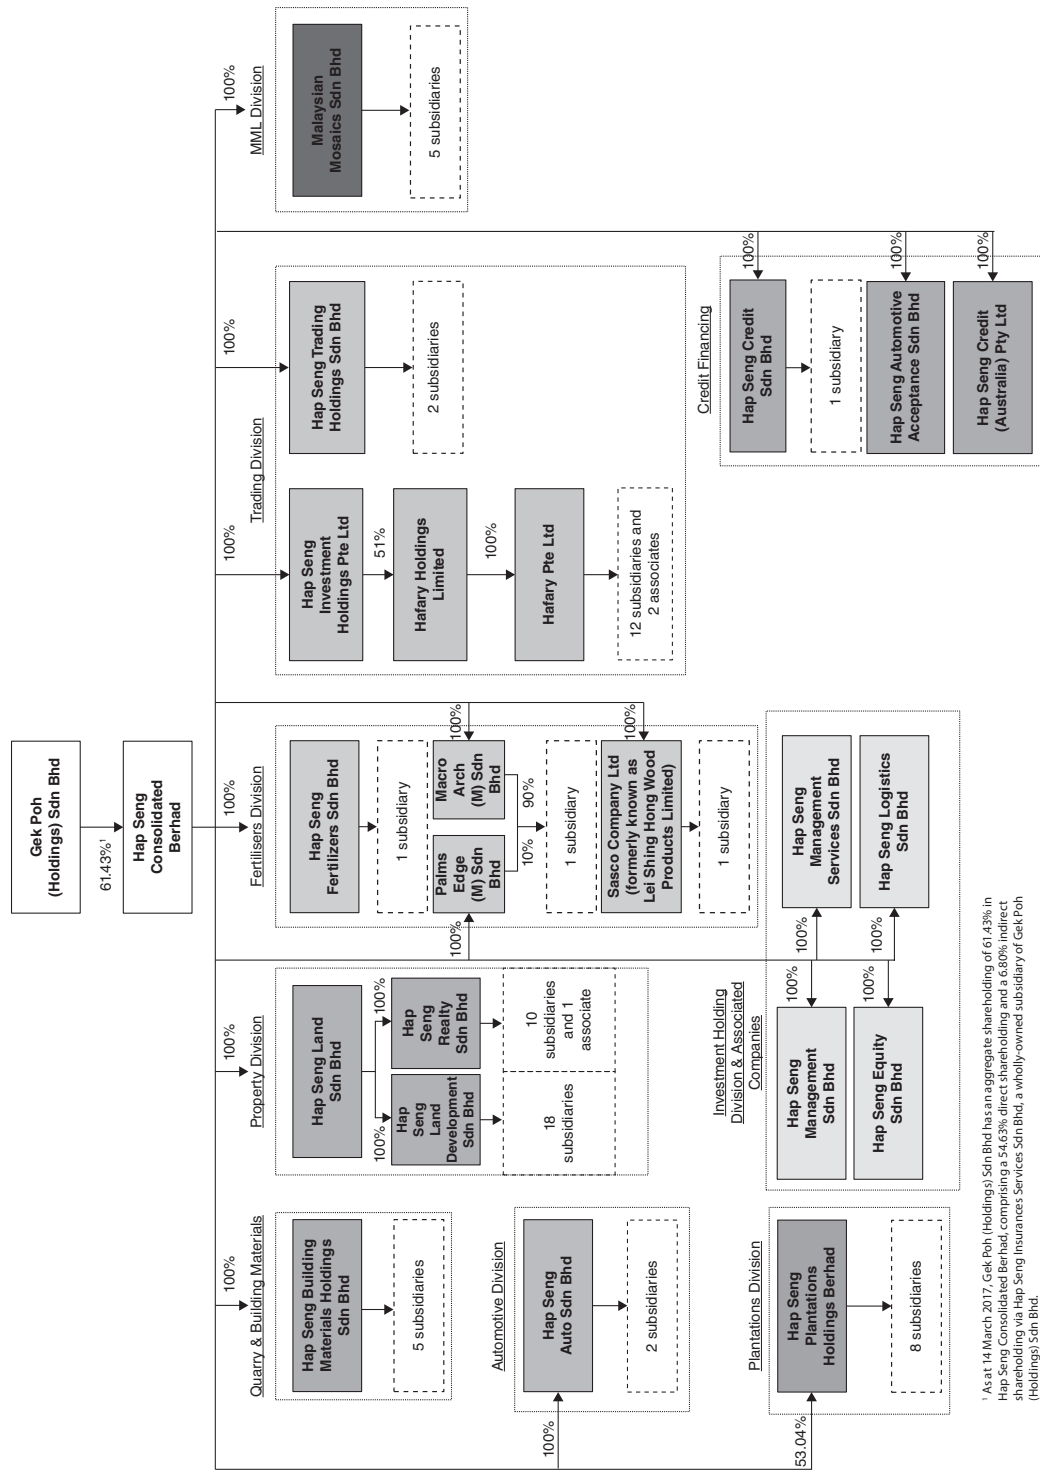 Gek Poh
(Holdings) Sdn Bhd
61.43%¹
Hap Seng
Consolidated
Berhad
100%
Quarry & Building Materials
Hap Seng Building
Materials Holdings
Sdn Bhd
5 subsidiaries
100%
Automotive Division
Hap Seng
Auto Sdn Bhd
2 subsidiaries
53.04%
Plantations Division
Hap Seng
Plantations
Holdings Berhad
8 subsidiaries
100%
Property Division
Hap Seng Land
Sdn Bhd
100%
100%
Hap
Seng
Land
Development
Sdn Bhd
Hap
Seng
Realty
Sdn Bhd
18
subsidiaries
10
subsidiaries
and 1
associate
100%
Fertilisers Division
Hap Seng
Fertilizers Sdn Bhd
1 subsidiary
100%
100%
Palms
Edge
(M) Sdn
Bhd
Macro
Arch
(M) Sdn
Bhd
10%
90%
1 subsidiary
100%
Sasco Company Ltd
(formerly known as
Lei Shing Hong Wood
Products Limited)
1 subsidiary
Investment Holding
Division & Associated
Companies
100%
100%
Hap Seng
Management
Sdn Bhd
Hap Seng
Management
Services Sdn Bhd
100%
100%
Hap Seng Equity
Sdn Bhd
Hap Seng Logistics
Sdn Bhd
Trading Division
100%
Hap Seng
Investment
Holdings Pte Ltd
51%
Hafary Holdings
Limited
100%
Hafary Pte Ltd
12 subsidiaries and
2 associates
100%
Hap Seng Trading
Holdings Sdn Bhd
2 subsidiaries
Credit Financing
100%
Hap Seng Credit
Sdn Bhd
1 subsidiary
100%
Hap Seng Automotive
Acceptance Sdn Bhd
100%
Hap Seng Credit
(Australia) Pty Ltd
100%
MML Division
Malaysian
Mosaics Sdn Bhd
5 subsidiaries
¹ As at 14 March 2017, Gek Poh (Holdings) Sdn Bhd has an aggregate shareholding of 61.43% in
Hap Seng Consolidated Berhad, comprising a 54.63% direct shareholding and a 6.80% indirect
shareholding via Hap Seng Insurances Services Sdn Bhd, a wholly-owned subsidiary of Gek Poh
(Holdings) Sdn Bhd.